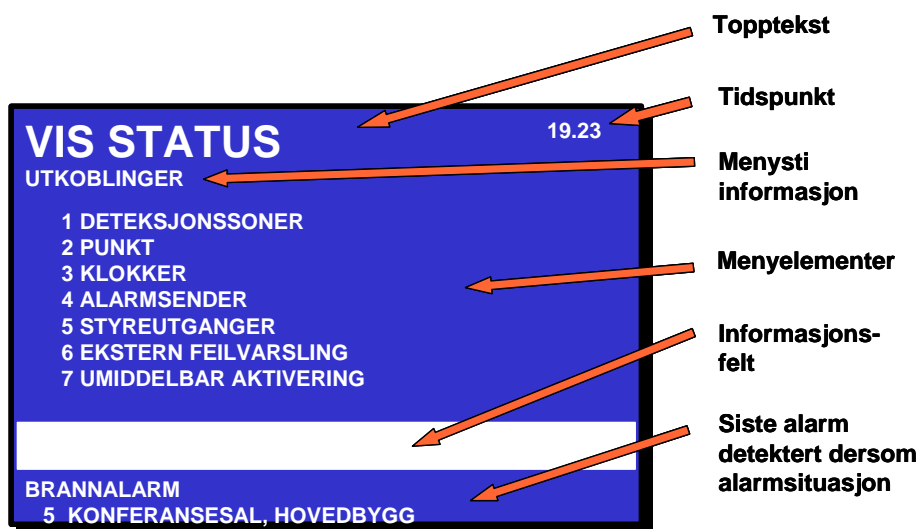 Topptekst
Tidspunkt
Menysti
informasjon
Menyelementer
Informasjons-
felt
Siste alarm
detektert dersom
alarmsituasjon
VIS STATUS
19.23
UTKOBLINGER
1 DETEKSJONSSONER
2 PUNKT
3 KLOKKER
4 ALARMSENDER
5 STYREUTGANGER
6 EKSTERN FEILVARSLING
7 UMIDDELBAR AKTIVERING
BRANNALARM
5 KONFERANSESAL, HOVEDBYGG